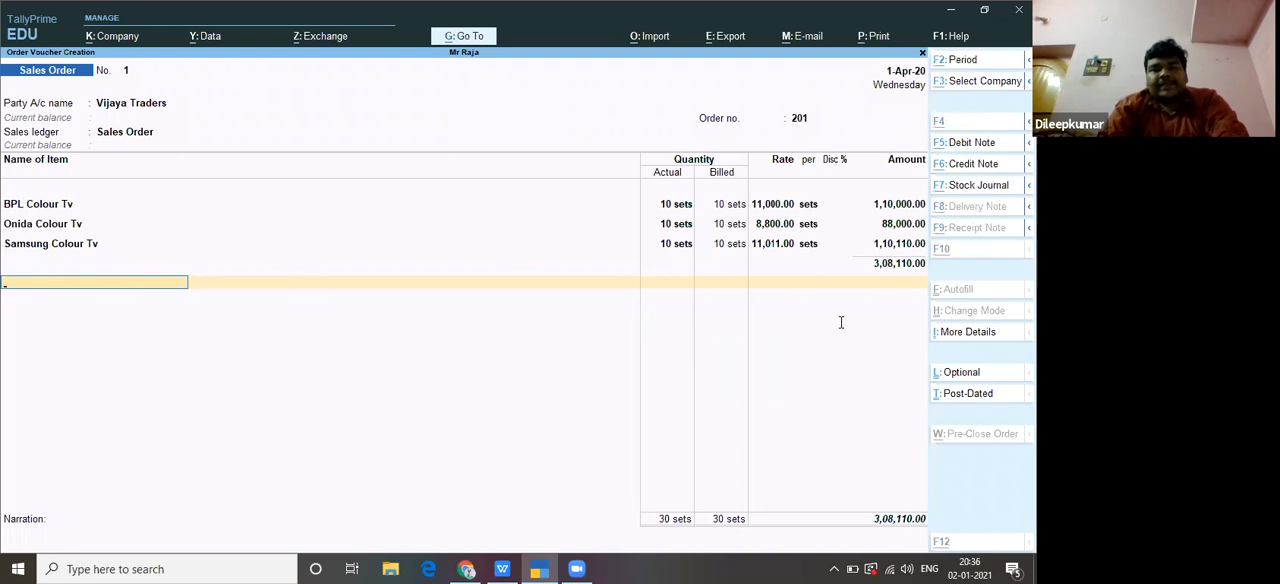 TallyPrime
EDU
MANAGE
K: Company
Y: Data
Z: Exchange
G: Go To
O: Import
E: Export
M: E-mail
P: Print
F1: Help
Order Voucher Creation
Mr Raja
Sales Order No. 1
1-Apr-20
Wednesday
Party A/c name : Vijaya Traders
Current balance :
Order no. : 201
Sales ledger : Sales Order
Current balance :
Name of Item
Quantity
Rate per Disc % Amount
Actual Billed
BPL Colour Tv 10 sets 10 sets 11,000.00 sets 1,10,000.00
Onida Colour Tv 10 sets 10 sets 8,800.00 sets 88,000.00
Samsung Colour Tv 10 sets 10 sets 11,011.00 sets 1,10,110.00
3,08,110.00
Narration: 30 sets 30 sets 3,08,110.00
F2: Period
F3: Select Company
F4
F5: Debit Note
F6: Credit Note
F7: Stock Journal
F8: Delivery Note
F9: Receipt Note
F10
F: Autofill
H: Change Mode
I: More Details
L: Optional
T: Post-Dated
W: Pre-Close Order
F12
Dileepkumar
Type here to search
ENG
20:36
02-01-2021
5